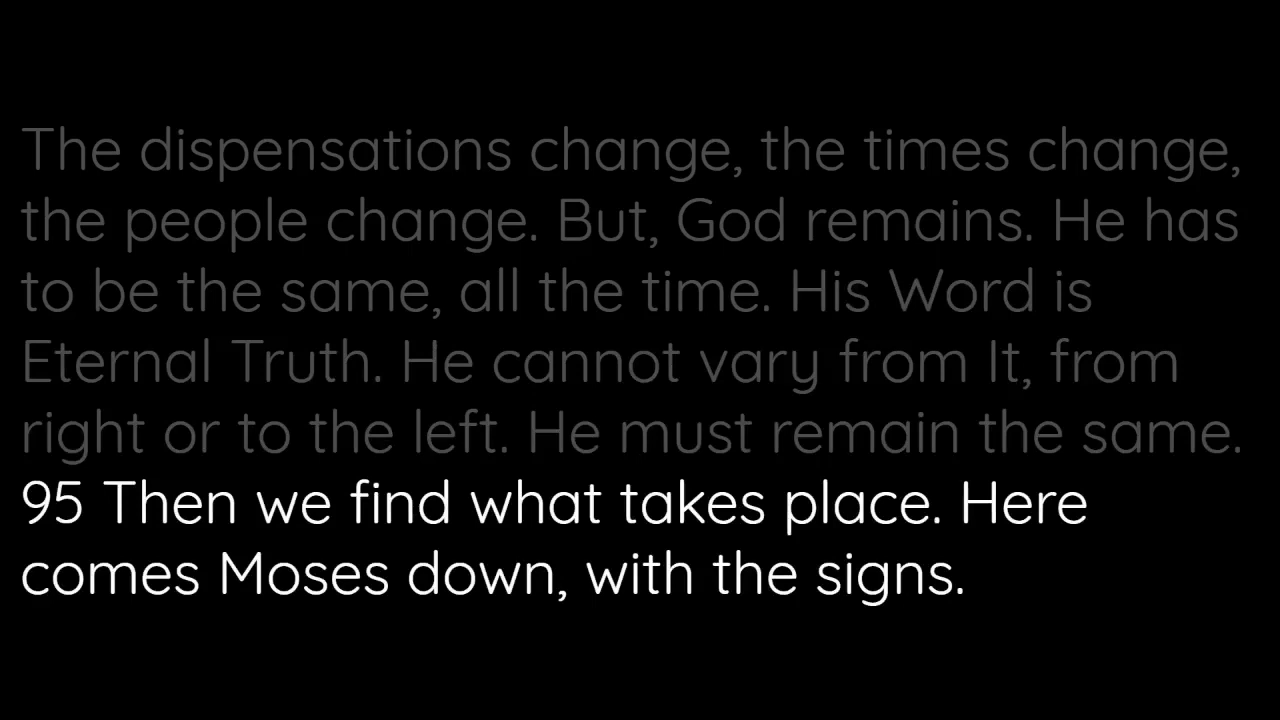 The dispensations change, the times change,
the people change. But, God remains. He has
to be the same, all the time. His Word is
Eternal Truth. He cannot vary from It, from
right or to the left. He must remain the same.
95 Then we find what takes place. Here
comes Moses down, with the signs.